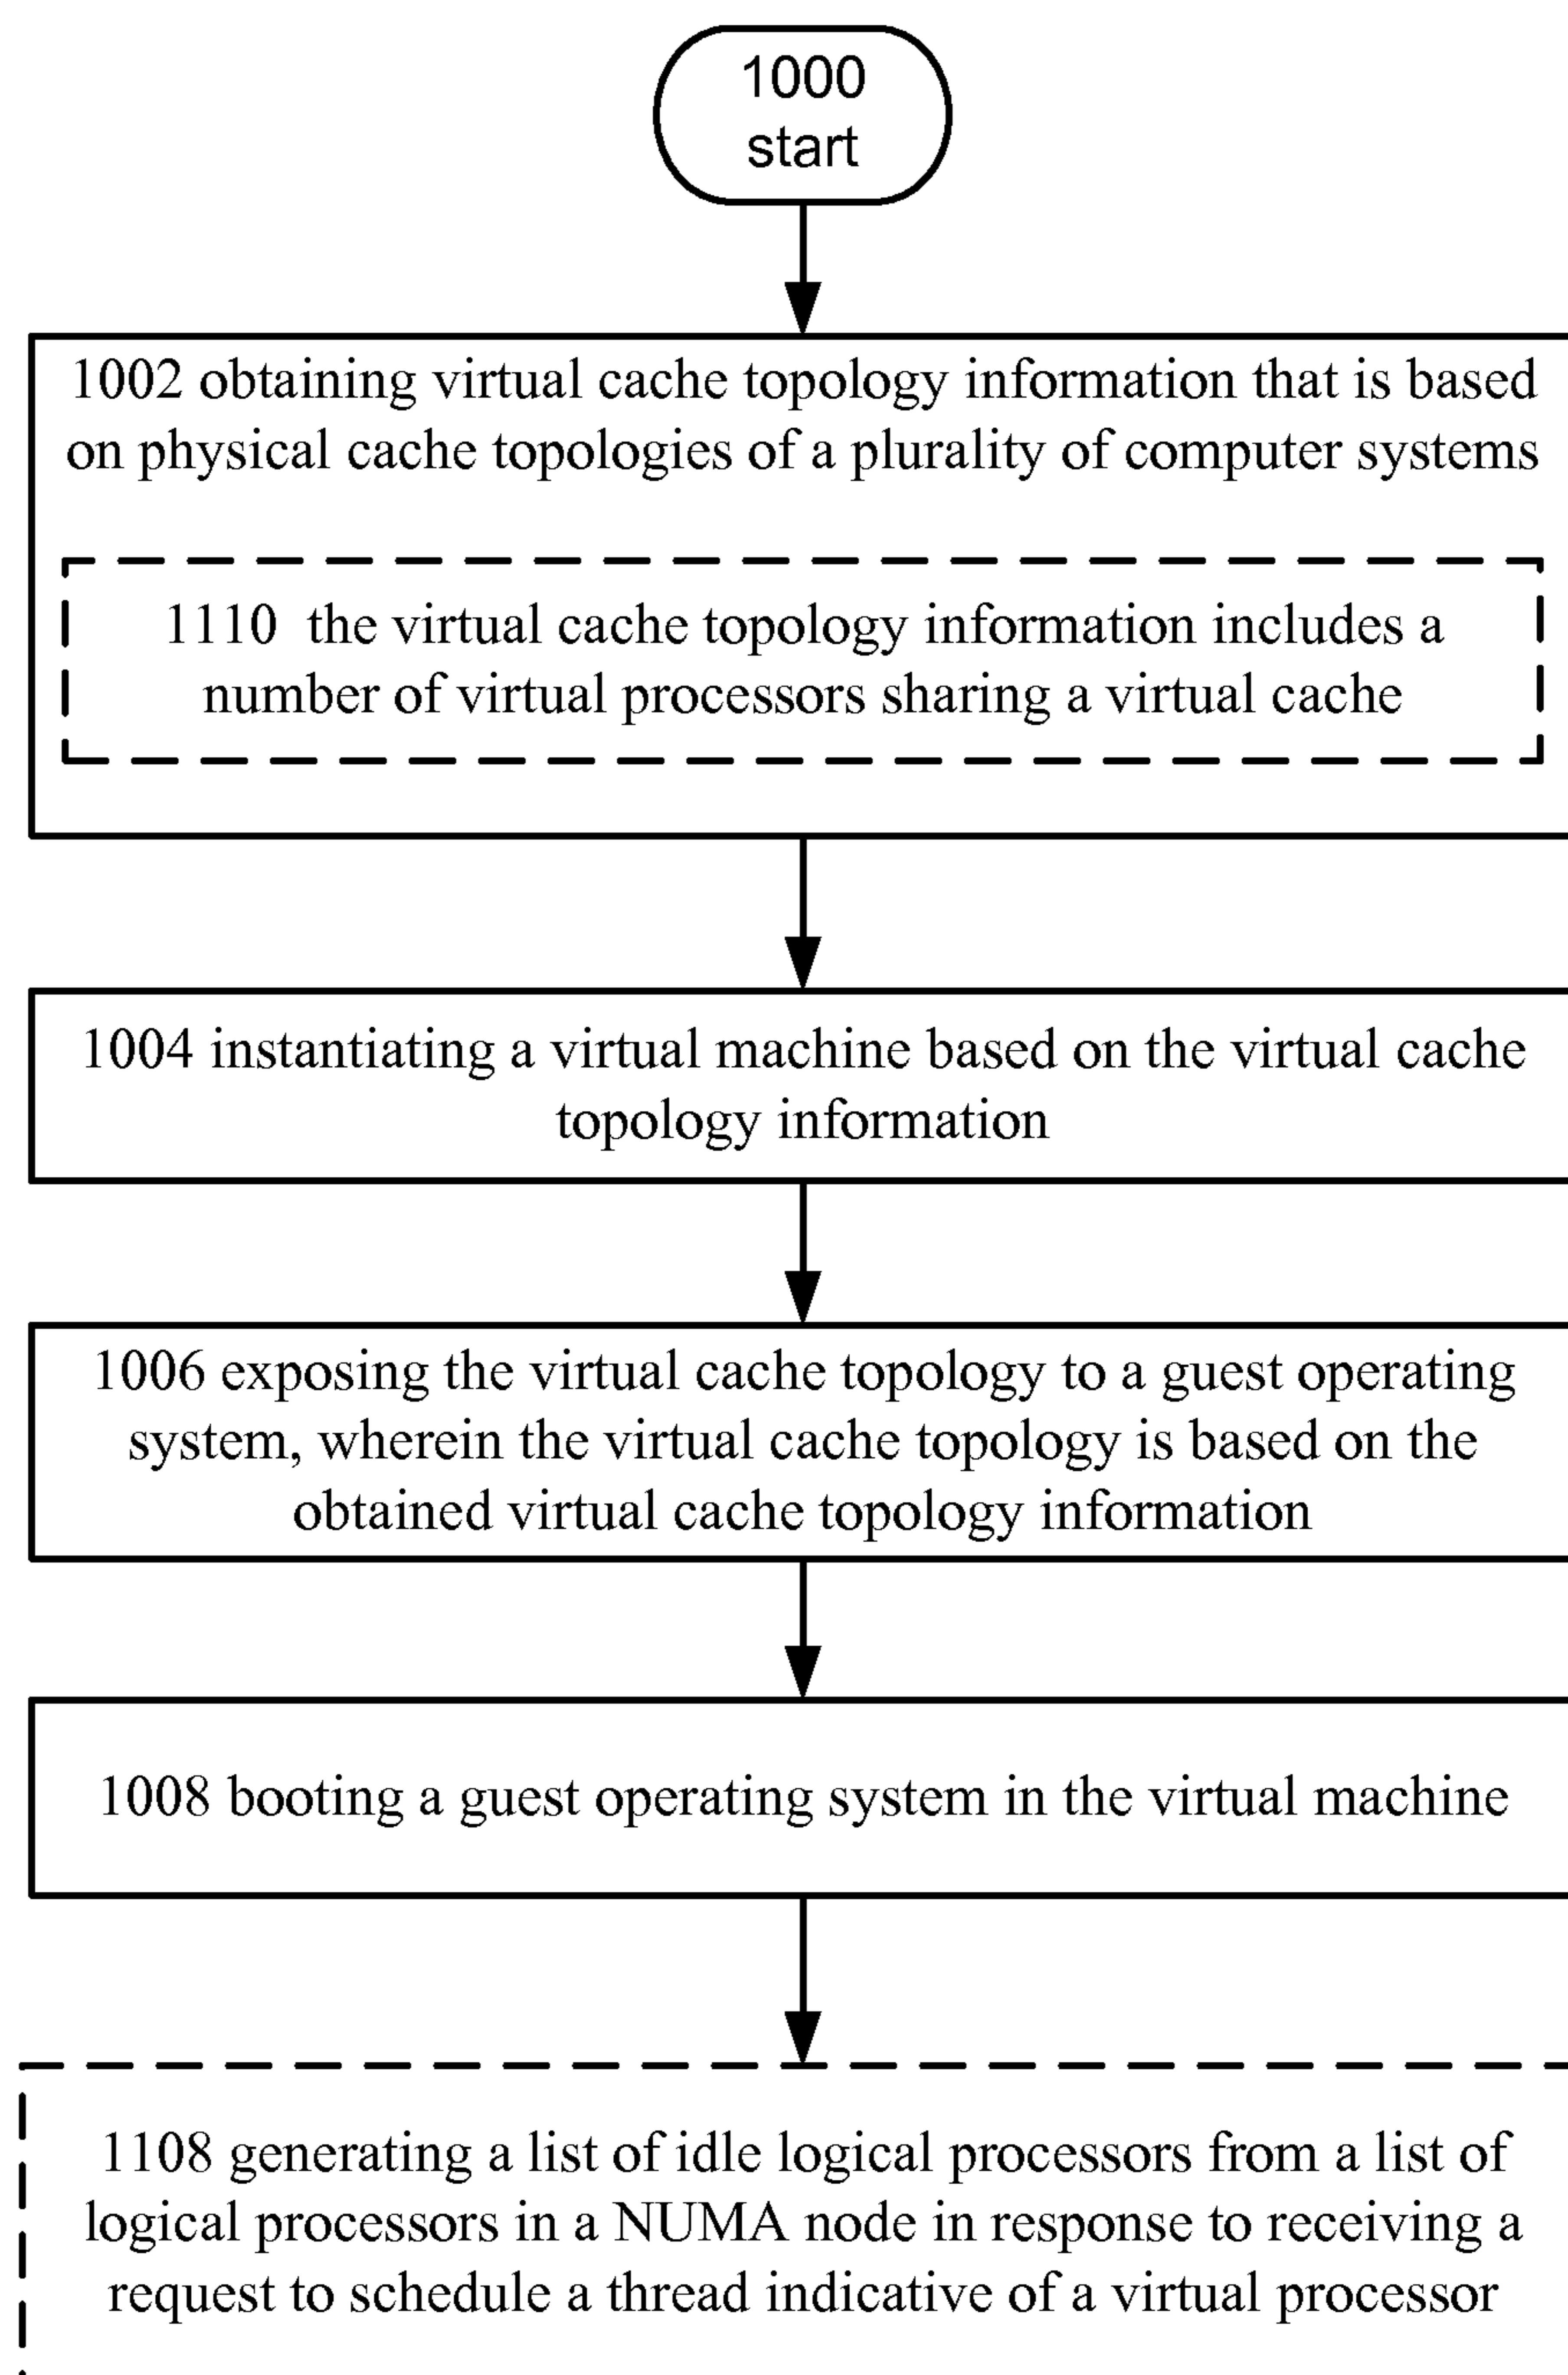 1000
start
1002 obtaining virtual cache topology information that is based
on physical cache topologies of a plurality of computer systems
1110  the virtual cache topology information includes a
number of virtual processors sharing a virtual cache
1004 instantiating a virtual machine based on the virtual cache
topology information
1006 exposing the virtual cache topology to a guest operating
system, wherein the virtual cache topology is based on the
obtained virtual cache topology information
1008 booting a guest operating system in the virtual machine
1108 generating a list of idle logical processors from a list of
logical processors in a NUMA node in response to receiving a
request to schedule a thread indicative of a virtual processor